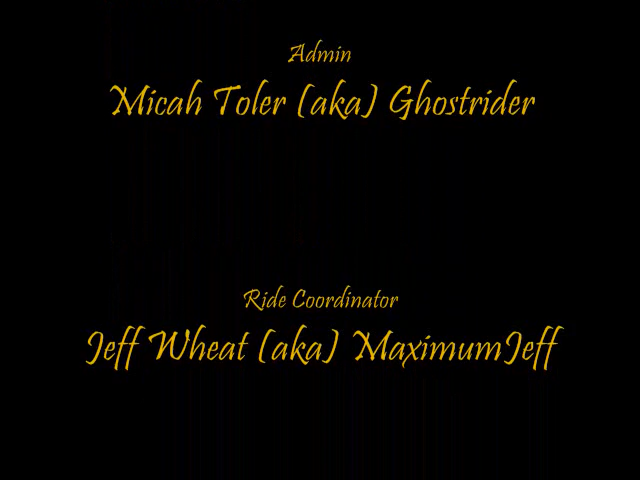 Admin
Micah Toler (aka) Ghostrider
Ride Coordinator
Jeff Wheat (aka) MaximumJeff